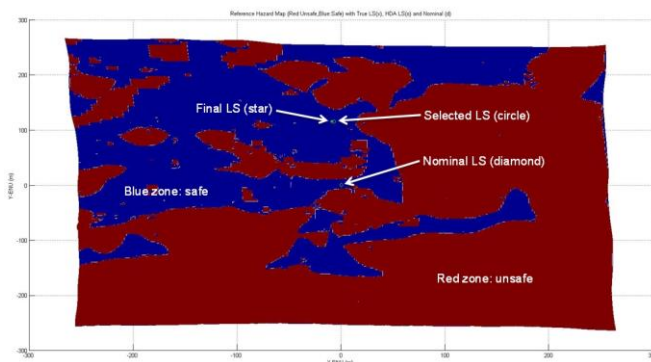 Reference Hazard Map (Red Unsafe,Blue Safe) with True LS(s), HDA LS(s) and Nominal (d)
300
200
100
0
-100
-200
-300
Y-ENU (m)
Final LS (star)
Selected LS (circle)
Nominal LS (diamond)
Blue zone: safe
Red zone: unsafe
-300
-200
-100
0
100
200
300